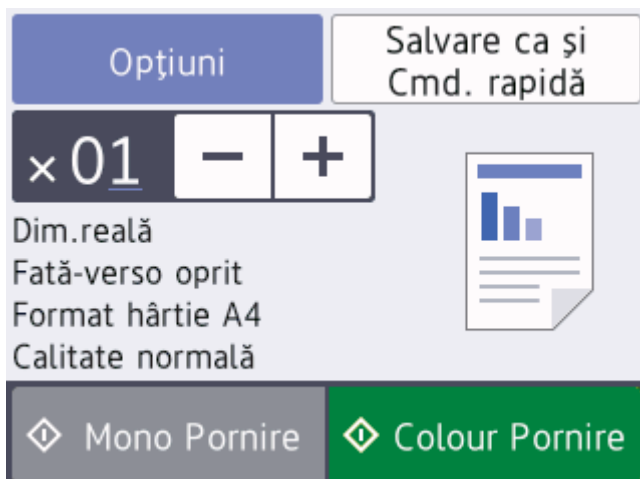 Opţiuni
Salvare ca şi
Cmd. rapidă
×01
Dim.reală
Fată-verso oprit
Format hârtie A4
Calitate normală
Mono Pornire
Colour Pornire